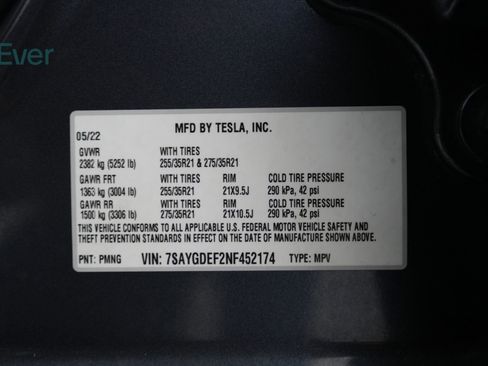 Ever
05/22 MFD BY TESLA, INC.
GVWR WITH TIRES
2382 kg (5252 lb) 255/35R21 & 275/35R21
GAWR FRT WITH TIRES RIM COLD TIRE PRESSURE
1363 kg (3004 lb) 255/35R21 21X9.5J 290 kPa, 42 psi
GAWR RR WITH TIRES RIM COLD TIRE PRESSURE
1500 kg (3306 lb) 275/35R21 21X10.5J 290 kPa, 42 psi
THIS VEHICLE CONFORMS TO ALL APPLICABLE U.S. FEDERAL MOTOR VEHICLE SAFETY AND
THEFT PREVENTION STANDARDS IN EFFECT ON THE DATE OF MANUFACTURE SHOWN ABOVE.
PNT: PMNG VIN: 7SAYGDEF2NF452174 TYPE: MPV